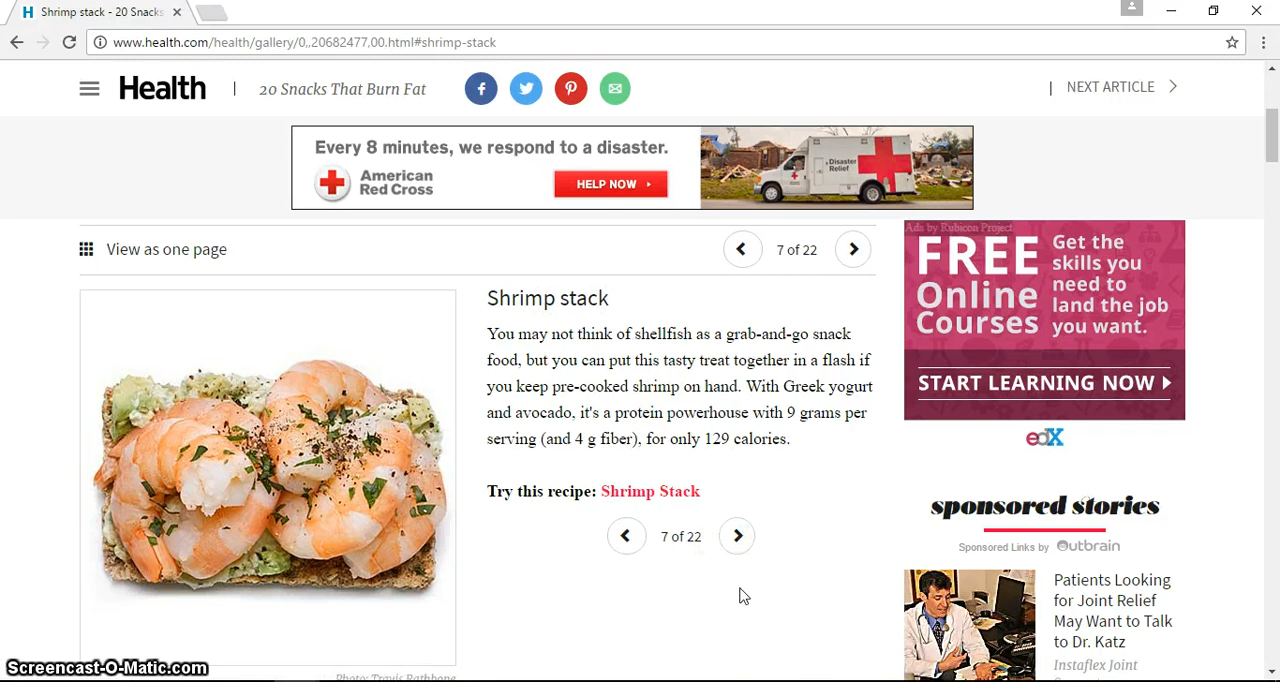 Shrimp stack - 20 Snacks
www.health.com/health/gallery/0,,20682477,00.html#shrimp-stack
Health | 20 Snacks That Burn Fat
| NEXT ARTICLE
Every 8 minutes, we respond to a disaster.
American
Red Cross
HELP NOW
Disaster
Relief
View as one page
7 of 22
Ads by Rubicon Project
FREE
Online
Courses
Get the
skills you
need to
land the job
you want.
START LEARNING NOW
edX
Shrimp stack
You may not think of shellfish as a grab-and-go snack
food, but you can put this tasty treat together in a flash if
you keep pre-cooked shrimp on hand. With Greek yogurt
and avocado, it's a protein powerhouse with 9 grams per
serving (and 4 g fiber), for only 129 calories.
Try this recipe: Shrimp Stack
7 of 22
sponsored stories
Sponsored Links by Outbrain
Patients Looking
for Joint Relief
May Want to Talk
to Dr. Katz
Instaflex Joint
Photo: Travis Rathbone
Screencast-O-Matic.com